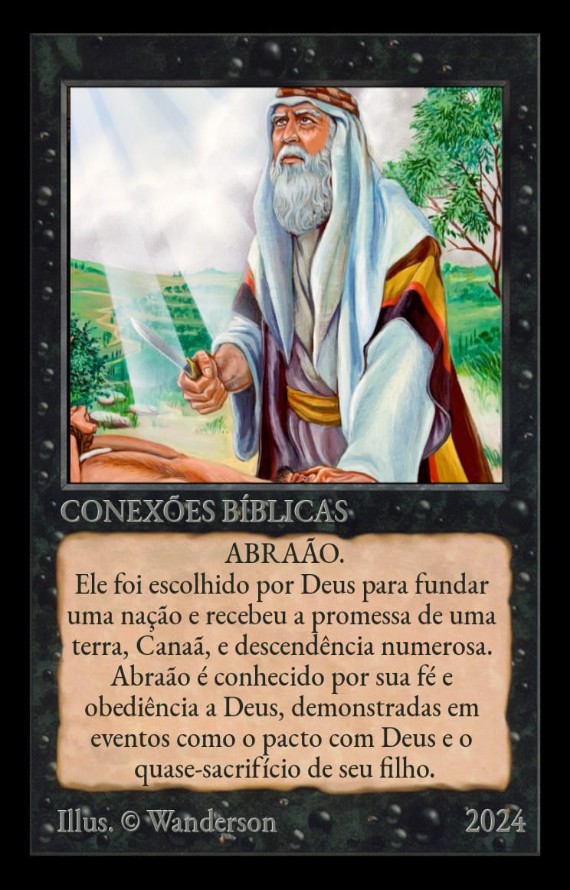 CONEXÕES BÍBLICAS
ABRAÃO.
Ele foi escolhido por Deus para fundar
uma nação e recebeu a promessa de uma
terra, Canaã, e descendência numerosa.
Abraão é conhecido por sua fé e
obediência a Deus, demonstradas em
eventos como o pacto com Deus e o
quase-sacrifício de seu filho.
Illus. © Wanderson 2024